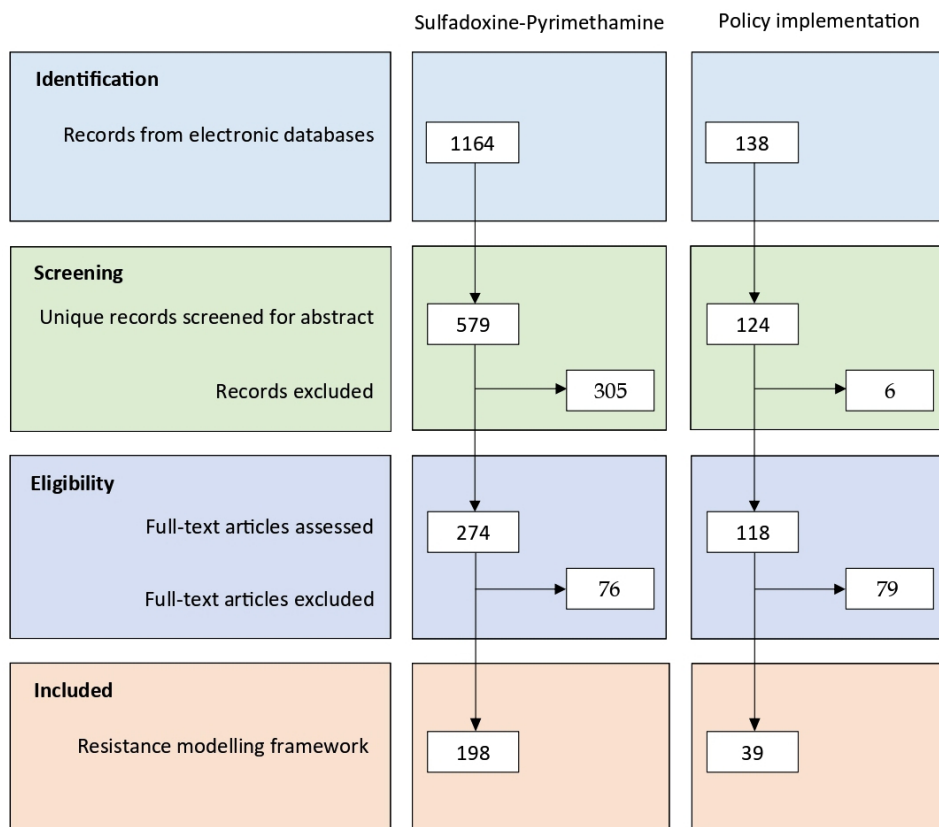 Sulfadoxine-Pyrimethamine
Policy implementation
Identification
Records from electronic databases
1164
138
Screening
Unique records screened for abstract
579
124
Records excluded
305
6
Eligibility
Full-text articles assessed
274
118
Full-text articles excluded
76
79
Included
Resistance modelling framework
198
39